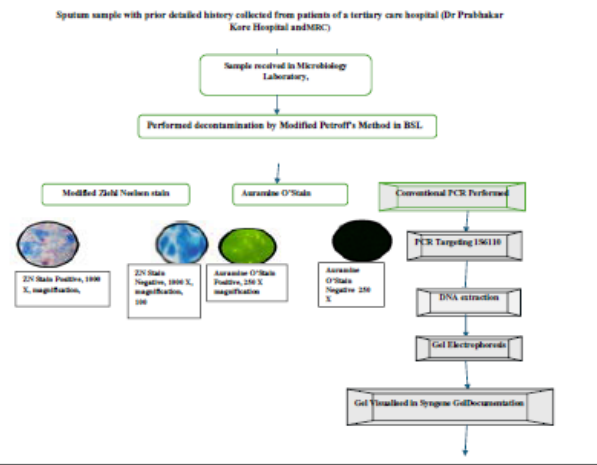 Sputum sample with prior detailed history collected from patients of a tertiary care hospital (Dr Prabhakar
Kore Hospital andMRC)
Sample received in Microbiology
Laboratory,
Performed decontamination by Modified Petroff's Method in BSL
Modified Ziehl Neelsen stain
Auramine O'Stain
Conventional PCR Performed
ZN Stain Positive, 1000
X, magnification,
ZN Stain
Negative, 1000 X,
magnification,
100
Auramine O'Stain
Positive, 250 X
magnification
Auramine
O'Stain
Negative 250
X
PCR Targeting IS6110
DNA extraction
Gel Electrophoresis
Gel Visualised in Syngene GelDocumentation